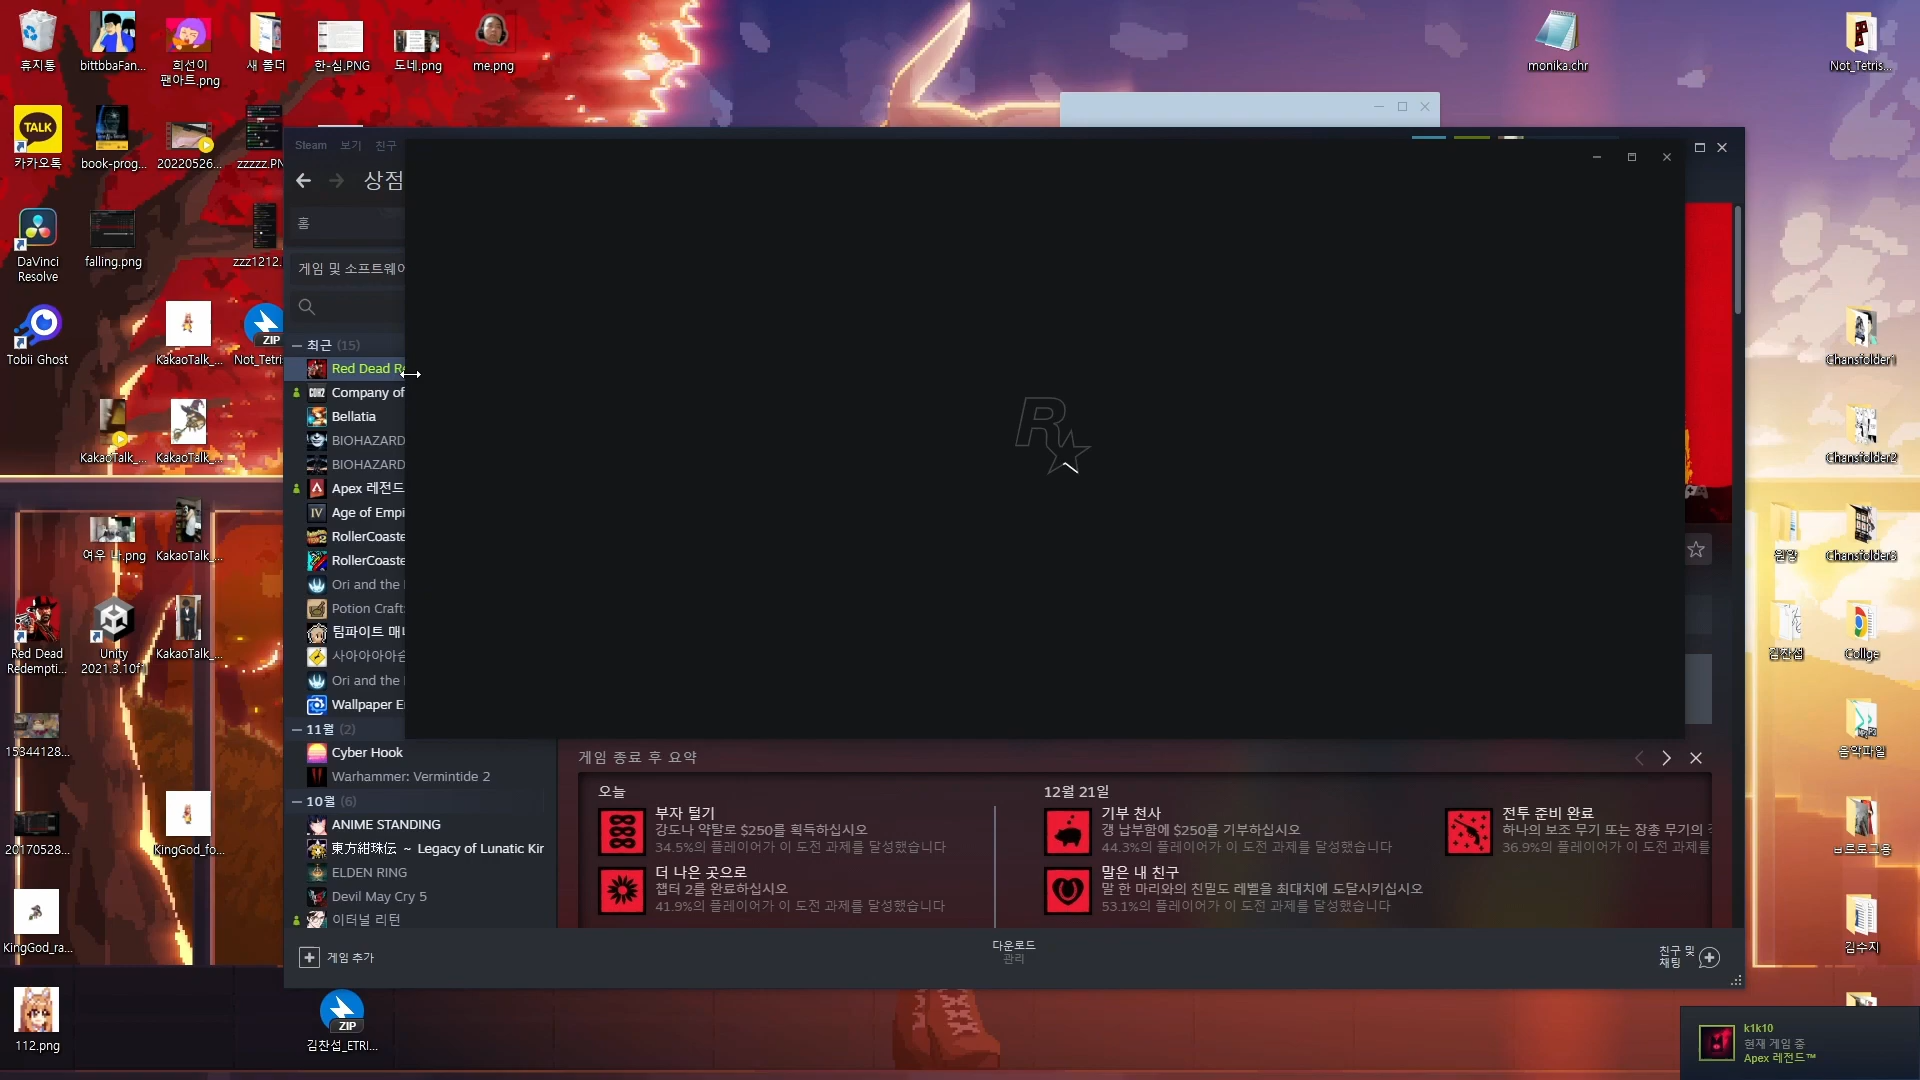 휴지통
bittbbaFan...
희선이
팬아트.png
새 폴더
한-심.PNG
도네.png
me.png
monika.chr
Not_Tetris...
TALK
카카오톡
book-prog...
20220526...
zzzzz.PN
Steam
보기
친구
상점
홈
DaVinci
Resolve
falling.png
zzz1212.
게임 및 소프트웨어
Tobii Ghost
KakaoTalk_...
ZIP
Not_Tetris
최근 (15)
Red Dead R
Company of
Bellatia
BIOHAZARD
BIOHAZARD
Apex 레전드
Age of Empi
RollerCoaste
RollerCoaste
Ori and the
Potion Craft
팀파이트 매
사아아아아
Ori and the
Wallpaper E
11월 (2)
Cyber Hook
Warhammer: Vermintide 2
10월 (6)
ANIME STANDING
東方紺珠伝 ~ Legacy of Lunatic Kir
ELDEN RING
Devil May Cry 5
이터널 리턴
R
KakaoTalk_...
KakaoTalk_...
여우 나.png
KakaoTalk_...
Red Dead
Redempti...
Unity
2021.3.10f1
KakaoTalk_...
15344128...
20170528...
KingGod_fo...
KingGod_ra...
112.png
ZIP
김찬섭_ETRI...
Chansfolder1
Chansfolder2
Chansfolder3
김찬섭
Collge
음악파일
김수지
게임 종료 후 요약
오늘
부자 털기
강도나 약탈로 $250를 획득하십시오
34.5%의 플레이어가 이 도전 과제를 달성했습니다
더 나은 곳으로
챕터 2를 완료하십시오
41.9%의 플레이어가 이 도전 과제를 달성했습니다
12월 21일
기부 천사
갱 납부함에 $250를 기부하십시오
44.3%의 플레이어가 이 도전 과제를 달성했습니다
말은 내 친구
말 한 마리와의 친밀도 레벨을 최대치에 도달시키십시오
53.1%의 플레이어가 이 도전 과제를 달성했습니다
전투 준비 완료
하나의 보조 무기 또는 장총 무기의
36.9%의 플레이어가 이 도전 과제를
게임 추가
다운로드
관리
친구 및
채팅
k1k10
현재 게임 중
Apex 레전드™